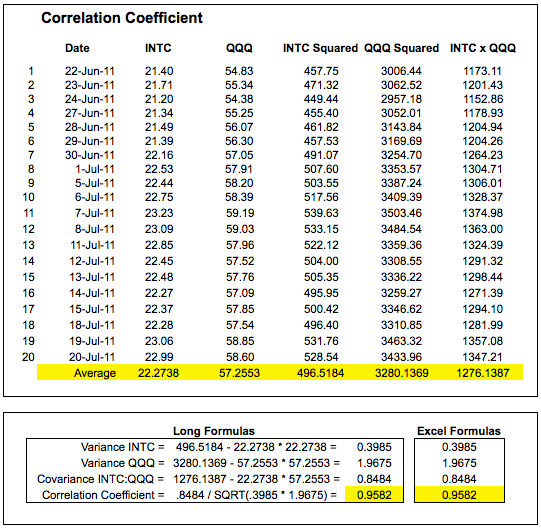 Correlation Coefficient
Date INTC QQQ INTC Squared QQQ Squared INTC x QQQ
1 22-Jun-11 21.40 54.83 457.75 3006.44 1173.11
2 23-Jun-11 21.71 55.34 471.32 3062.52 1201.43
3 24-Jun-11 21.20 54.38 449.44 2957.18 1152.86
4 27-Jun-11 21.34 55.25 455.40 3052.01 1178.93
5 28-Jun-11 21.49 56.07 461.82 3143.84 1204.94
6 29-Jun-11 21.39 56.30 457.53 3169.69 1204.26
7 30-Jun-11 22.16 57.05 491.07 3254.70 1264.23
8 1-Jul-11 22.53 57.91 507.60 3353.57 1304.71
9 5-Jul-11 22.44 58.20 503.55 3387.24 1306.01
10 6-Jul-11 22.75 58.39 517.56 3409.39 1328.37
11 7-Jul-11 23.23 59.19 539.63 3503.46 1374.98
12 8-Jul-11 23.09 59.03 533.15 3484.54 1363.00
13 11-Jul-11 22.85 57.96 522.12 3359.36 1324.39
14 12-Jul-11 22.45 57.52 504.00 3308.55 1291.32
15 13-Jul-11 22.48 57.76 505.35 3336.22 1298.44
16 14-Jul-11 22.27 57.09 495.95 3259.27 1271.39
17 15-Jul-11 22.37 57.85 500.42 3346.62 1294.10
18 18-Jul-11 22.28 57.54 496.40 3310.85 1281.99
19 19-Jul-11 23.06 58.85 531.76 3463.32 1357.08
20 20-Jul-11 22.99 58.60 528.54 3433.96 1347.21
Average 22.2738 57.2553 496.5184 3280.1369 1276.1387
Long Formulas Excel Formulas
Variance INTC = 496.5184 - 22.2738 * 22.2738 = 0.3985 0.3985
Variance QQQ = 3280.1369 - 57.2553 * 57.2553 = 1.9675 1.9675
Covariance INTC:QQQ = 1276.1387 - 22.2738 * 57.2553 = 0.8484 0.8484
Correlation Coefficient = .8484 / SQRT(.3985 * 1.9675) = 0.9582 0.9582